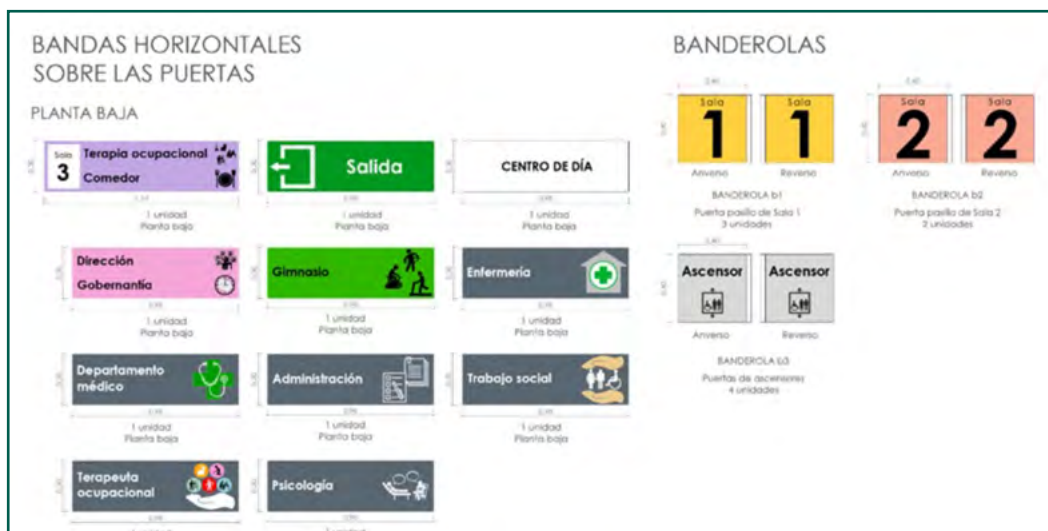 BANDAS HORIZONTALES
SOBRE LAS PUERTAS
PLANTA BAJA
Sala
3
Terapia ocupacional
Comedor
1 unidad
Planta baja
Salida
1 unidad
Planta baja
CENTRO DE DÍA
1 unidad
Planta baja
Dirección
Gobernantía
1 unidad
Planta baja
Gimnasio
1 unidad
Planta baja
Enfermería
1 unidad
Planta baja
Departamento
médico
1 unidad
Planta baja
Administración
1 unidad
Planta baja
Trabajo social
1 unidad
Planta baja
Terapeuta
ocupacional
Psicología
BANDEROLAS
Sala
1
Sala
1
Anverso
Reverso
BANDEROLA b1
Puerta pasillo de Sala 1
3 unidades
Sala
2
Sala
2
Anverso
Reverso
BANDEROLA b2
Puerta pasillo de Sala 2
2 unidades
Ascensor
Ascensor
Anverso
Reverso
BANDEROLA b3
Puertas de ascensores
4 unidades